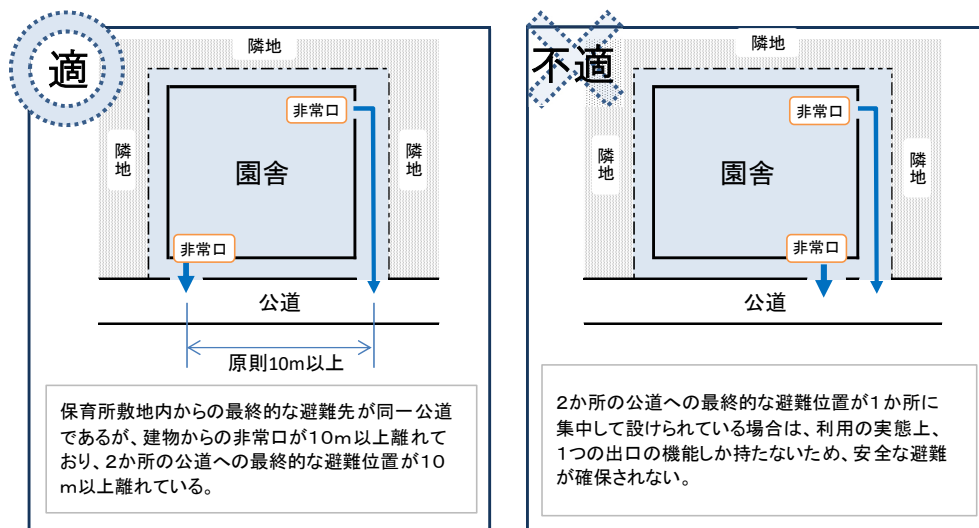 適
隣地
非常口
隣地
隣地
園舎
非常口
公道
原則10m以上
保育所敷地内からの最終的な避難先が同一公道
であるが、建物からの非常口が10m以上離れて
おり、2か所の公道への最終的な避難位置が10
m以上離れている。
不適
隣地
非常口
隣地
隣地
園舎
非常口
公道
2か所の公道への最終的な避難位置が1か所に
集中して設けられている場合は、利用の実態上、
1つの出口の機能しか持たないため、安全な避難
が確保されない。